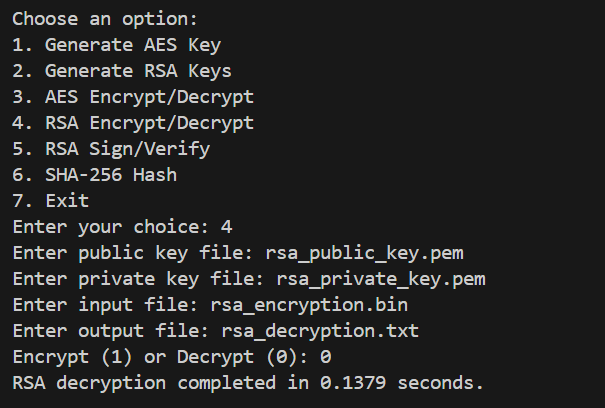 Choose an option:
1. Generate AES Key
2. Generate RSA Keys
3. AES Encrypt/Decrypt
4. RSA Encrypt/Decrypt
5. RSA Sign/Verify
6. SHA-256 Hash
7. Exit
Enter your choice: 4
Enter public key file: rsa_public_key.pem
Enter private key file: rsa_private_key.pem
Enter input file: rsa_encryption.bin
Enter output file: rsa_decryption.txt
Encrypt (1) or Decrypt (0): 0
RSA decryption completed in 0.1379 seconds.